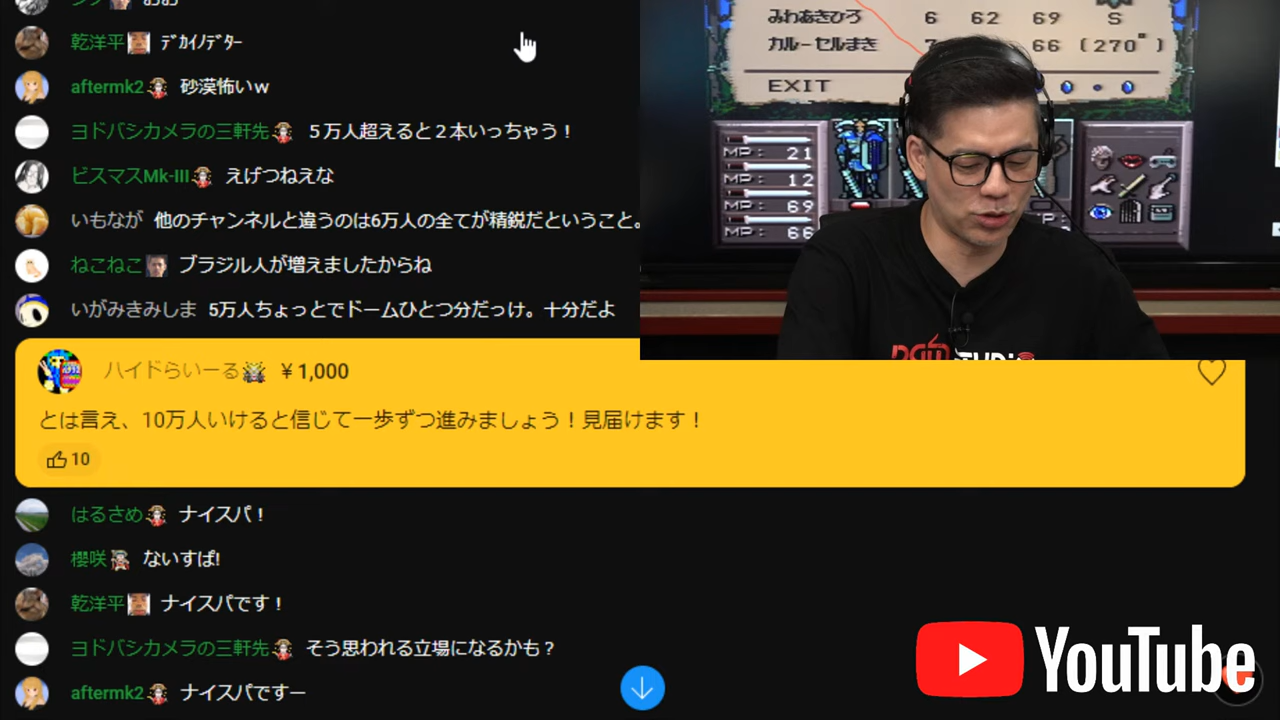 乾洋平 ﾃﾞｶｲﾉﾃﾞﾀｰ
aftermk2 砂漠怖いw
ヨドバシカメラの三軒先 ５万人超えると２本いっちゃう！
ビスマスMk-III えげつねえな
いもなが 他のチャンネルと違うのは6万人の全てが精鋭だということ。
ねこねこ ブラジル人が増えましたからね
いがみきみしま 5万人ちょっとでドームひとつ分だっけ。十分だよ
ハイドらいーる ￥1,000
とは言え、10万人いけると信じて一歩ずつ進みましょう！見届けます！
10
はるさめ ナイスパ！
櫻咲 ないすぱ!
乾洋平 ナイスパです！
ヨドバシカメラの三軒先 そう思われる立場になるかも？
aftermk2 ナイスパですー
みわあきひろ 6 62 69 S
カルーセルまき 7 66 (270°)
EXIT
MP: 21
MP: 12
MP: 69
MP: 66
YouTube